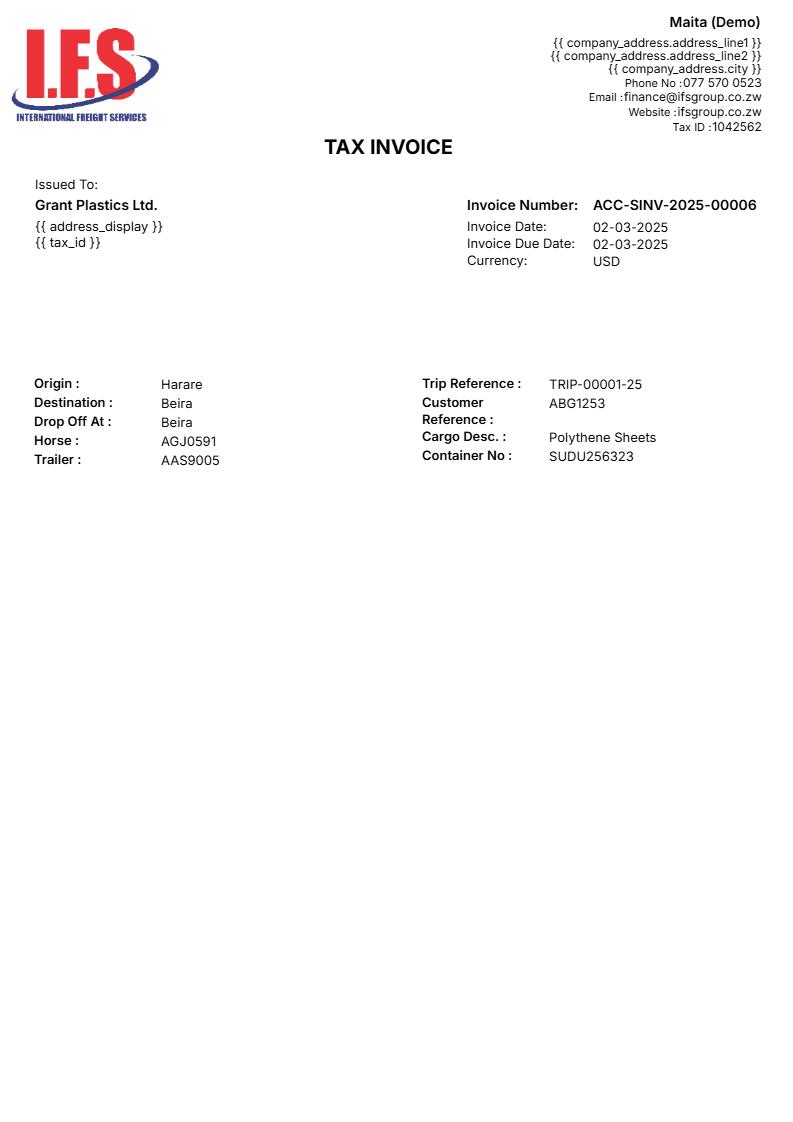 I.F.S
INTERNATIONAL FREIGHT SERVICES
Maita (Demo)
{{ company_address.address_line1 }}
{{ company_address.address_line2 }}
{{ company_address.city }}
Phone No :077 570 0523
Email :finance@ifsgroup.co.zw
Website :ifsgroup.co.zw
Tax ID :1042562
TAX INVOICE
Issued To:
Grant Plastics Ltd.
{{ address_display }}
{{ tax_id }}
Invoice Number: ACC-SINV-2025-00006
Invoice Date: 02-03-2025
Invoice Due Date: 02-03-2025
Currency: USD
Origin : Harare
Destination : Beira
Drop Off At : Beira
Horse : AGJ0591
Trailer : AAS9005
Trip Reference : TRIP-00001-25
Customer ABG1253
Reference :
Cargo Desc. : Polythene Sheets
Container No : SUDU256323